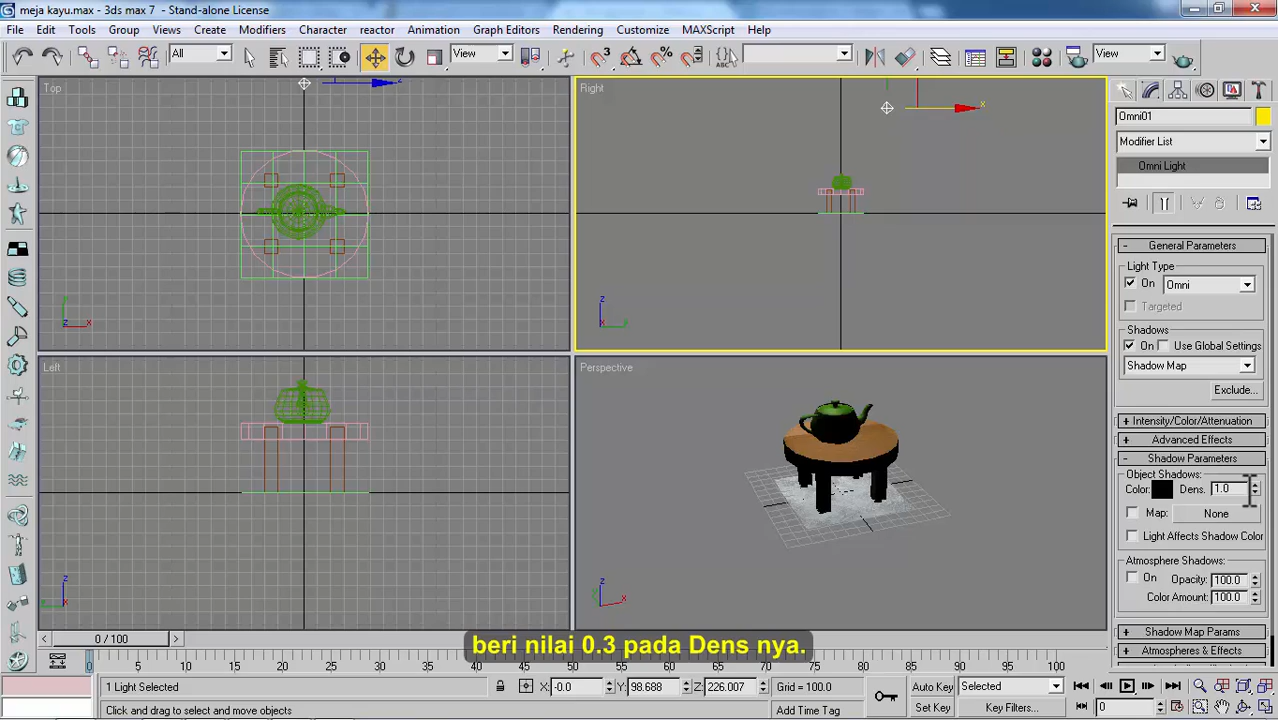 meja kayu.max - 3ds max 7 - Stand-alone License
File Edit Tools Group Views Create Modifiers Character reactor Animation Graph Editors Rendering Customize MAXScript Help
All View View
Top
Right
Left
Perspective
Omni01
Modifier List
Omni Light
General Parameters
Light Type
On Omni
Targeted
Shadows
On Use Global Settings
Shadow Map
Exclude...
Intensity/Color/Attenuation
Advanced Effects
Shadow Parameters
Object Shadows:
Color: Dens. 1.0
Map: None
Light Affects Shadow Color
Atmosphere Shadows:
On Opacity: 100.0
Color Amount: 100.0
Shadow Map Params
Atmospheres & Effects
beri nilai 0.3 pada Dens nya.
0 / 100
0 5 10 15 20 25 30 35 40 45 50 55 60 65 70 75 80 85 90 95 100
1 Light Selected X: -0.0 Y: 98.688 Z: 226.007 Grid = 100.0 Auto Key Selected
Click and drag to select and move objects Add Time Tag Set Key Key Filters... 0